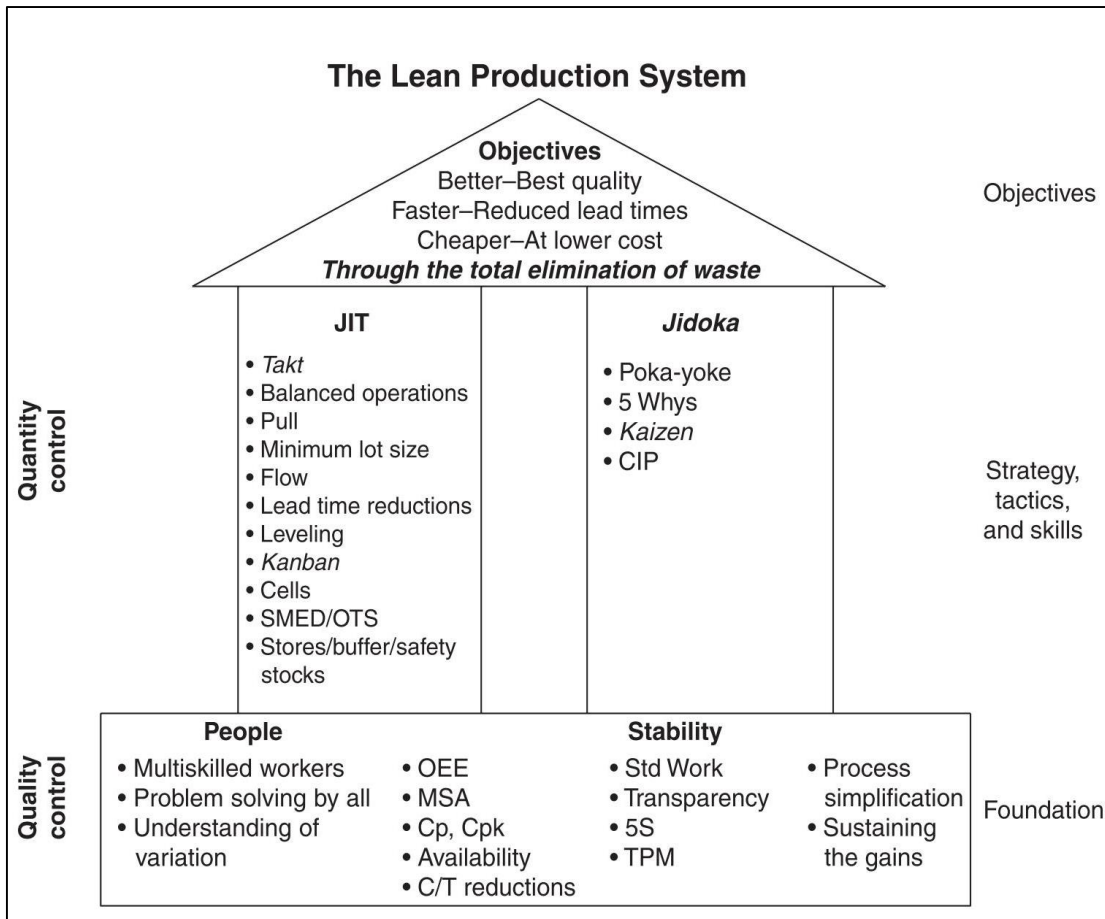 The Lean Production System
Objectives
Better–Best quality
Faster–Reduced lead times
Cheaper–At lower cost
Through the total elimination of waste
Objectives
Quantity
control
JIT
• Takt
• Balanced operations
• Pull
• Minimum lot size
• Flow
• Lead time reductions
• Leveling
• Kanban
• Cells
• SMED/OTS
• Stores/buffer/safety
stocks
Jidoka
• Poka-yoke
• 5 Whys
• Kaizen
• CIP
Strategy,
tactics,
and skills
Quality
control
People
• Multiskilled workers
• Problem solving by all
• Understanding of
variation
Stability
• OEE
• MSA
• Cp, Cpk
• Availability
• C/T reductions
• Std Work
• Transparency
• 5S
• TPM
• Process
simplification
• Sustaining
the gains
Foundation